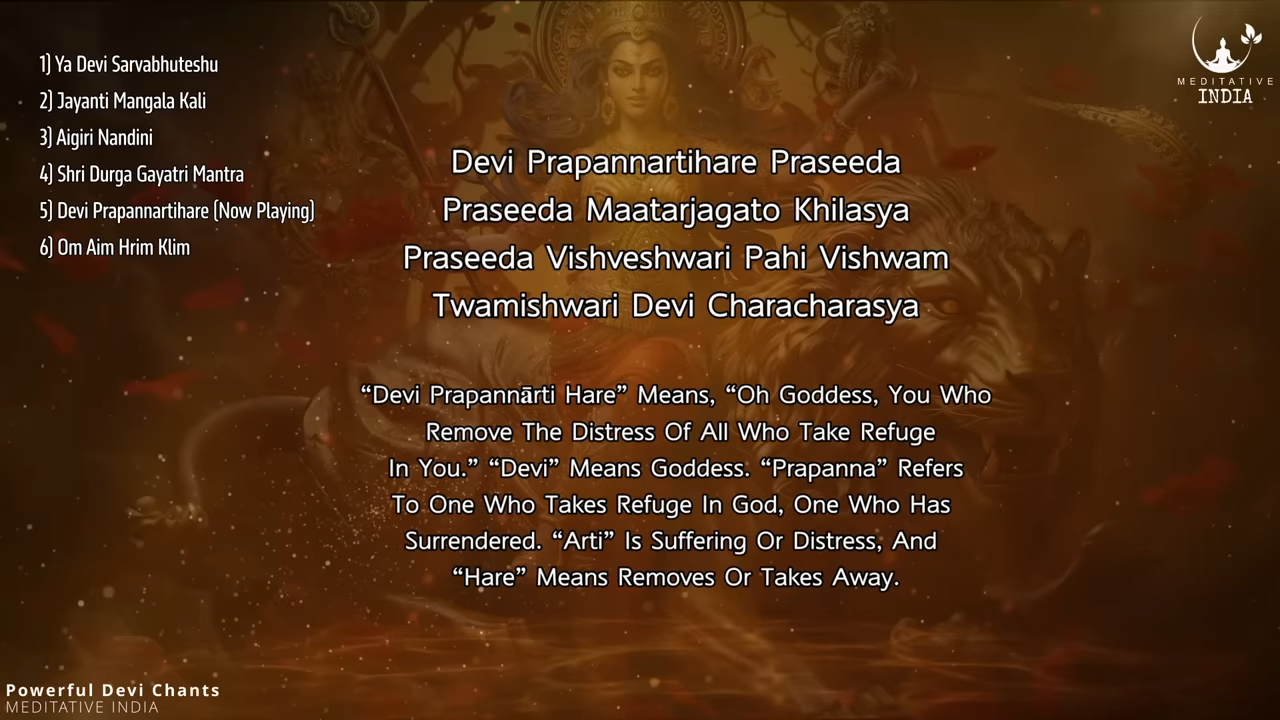 1) Ya Devi Sarvabhuteshu
2) Jayanti Mangala Kali
3) Aigiri Nandini
4) Shri Durga Gayatri Mantra
5) Devi Prapannartihare (Now Playing)
6) Om Aim Hrim Klim
MEDITATIVE
INDIA
Devi Prapannartihare Praseeda
Praseeda Maatarjagato Khilasya
Praseeda Vishveshwari Pahi Vishwam
Twamishwari Devi Characharasya
“Devi Prapannārti Hare” Means, “Oh Goddess, You Who
Remove The Distress Of All Who Take Refuge
In You.” “Devi” Means Goddess. “Prapanna” Refers
To One Who Takes Refuge In God, One Who Has
Surrendered. “Arti” Is Suffering Or Distress, And
“Hare” Means Removes Or Takes Away.
Powerful Devi Chants
MEDITATIVE INDIA